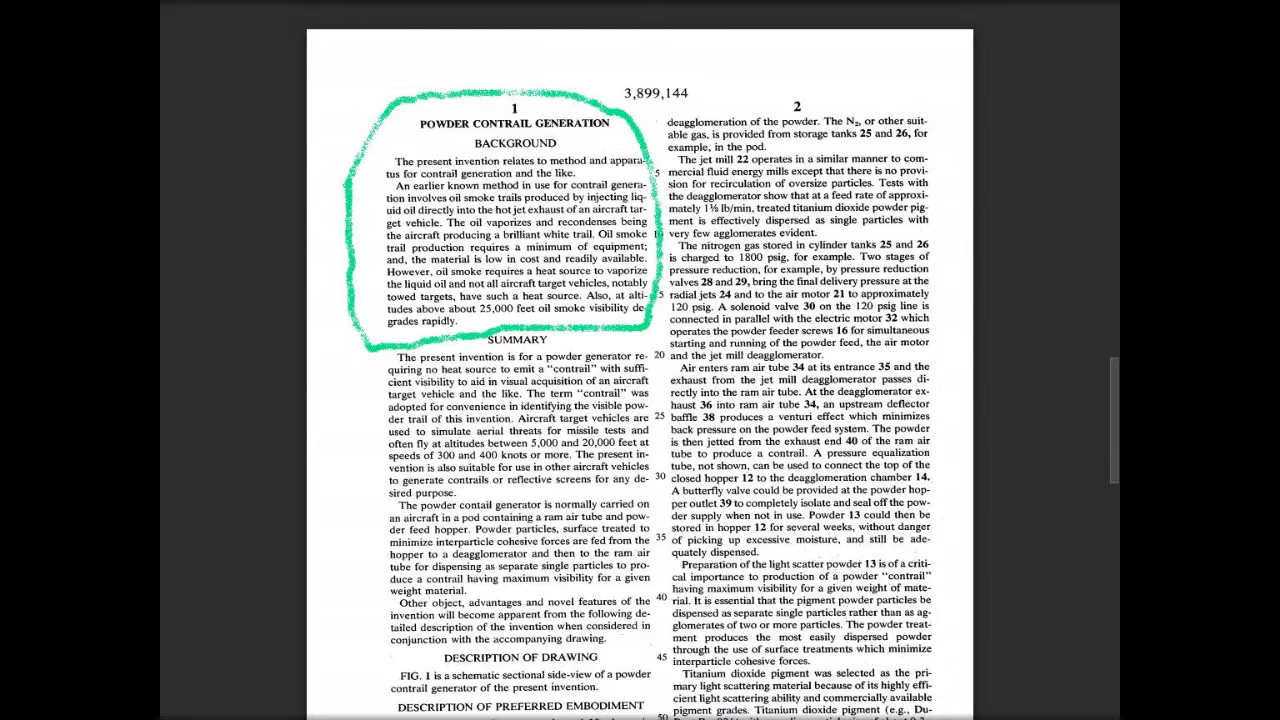 3,899,144
1
POWDER CONTRAIL GENERATION
BACKGROUND
The present invention relates to method and appara-
tus for contrail generation and the like.
An earlier known method in use for contrail genera-
tion involves oil smoke trails produced by injecting liq-
uid oil directly into the hot jet exhaust of an aircraft tar-
get vehicle. The oil vaporizes and recondenses being
the aircraft producing a brilliant white trail. Oil smoke
trail production requires a minimum of equipment;
and, the material is low in cost and readily available.
However, oil smoke requires a heat source to vaporize
the liquid oil and not all aircraft target vehicles, notably
towed targets, have such a heat source. Also, at alti-
tudes above about 25,000 feet oil smoke visibility de-
grades rapidly.
SUMMARY
The present invention is for a powder generator re-
quiring no heat source to emit a “contrail” with suffi-
cient visibility to aid in visual acquisition of an aircraft
target vehicle and the like. The term “contrail” was
adopted for convenience in identifying the visible pow-
der trail of this invention. Aircraft target vehicles are
used to simulate aerial threats for missile tests and
often fly at altitudes between 5,000 and 20,000 feet at
speeds of 300 and 400 knots or more. The present in-
vention is also suitable for use in other aircraft vehicles
to generate contrails or reflective screens for any de-
sired purpose.
The powder contail generator is normally carried on
an aircraft in a pod containing a ram air tube and pow-
der feed hopper. Powder particles, surface treated to
minimize interparticle cohesive forces are fed from the
hopper to a deagglomerator and then to the ram air
tube for dispensing as separate single particles to pro-
duce a contrail having maximum visibility for a given
weight material.
Other object, advantages and novel features of the
invention will become apparent from the following de-
tailed description of the invention when considered in
conjunction with the accompanying drawing.
DESCRIPTION OF DRAWING
FIG. 1 is a schematic sectional side-view of a powder
contrail generator of the present invention.
DESCRIPTION OF PREFERRED EMBODIMENT
5
5
20
25
30
35
40
45
50
2
deagglomeration of the powder. The N2, or other suit-
able gas, is provided from storage tanks 25 and 26, for
example, in the pod.
The jet mill 22 operates in a similar manner to com-
mercial fluid energy mills except that there is no provi-
sion for recirculation of oversize particles. Tests with
the deagglomerator show that at a feed rate of approxi-
mately 1½ lb/min, treated titanium dioxide powder pig-
ment is effectively dispersed as single particles with
very few agglomerates evident.
The nitrogen gas stored in cylinder tanks 25 and 26
is charged to 1800 psig, for example. Two stages of
pressure reduction, for example, by pressure reduction
valves 28 and 29, bring the final delivery pressure at the
radial jets 24 and to the air motor 21 to approximately
120 psig. A solenoid valve 30 on the 120 psig line is
connected in parallel with the electric motor 32 which
operates the powder feeder screws 16 for simultaneous
starting and running of the powder feed, the air motor
and the jet mill deagglomerator.
Air enters ram air tube 34 at its entrance 35 and the
exhaust from the jet mill deagglomerator passes di-
rectly into the ram air tube. At the deagglomerator ex-
haust 36 into ram air tube 34, an upstream deflector
baffle 38 produces a venturi effect which minimizes
back pressure on the powder feed system. The powder
is then jetted from the exhaust end 40 of the ram air
tube to produce a contrail. A pressure equalization
tube, not shown, can be used to connect the top of the
closed hopper 12 to the deagglomeration chamber 14.
A butterfly valve could be provided at the powder hop-
per outlet 39 to completely isolate and seal off the pow-
der supply when not in use. Powder 13 could then be
stored in hopper 12 for several weeks, without danger
of picking up excessive moisture, and still be ade-
quately dispensed.
Preparation of the light scatter powder 13 is of a criti-
cal importance to production of a powder “contrail”
having maximum visibility for a given weight of mate-
rial. It is essential that the pigment powder particles be
dispensed as separate single particles rather than as ag-
glomerates of two or more particles. The powder treat-
ment produces the most easily dispersed powder
through the use of surface treatments which minimize
interparticle cohesive forces.
Titanium dioxide pigment was selected as the pri-
mary light scattering material because of its highly effi-
cient light scattering ability and commercially available
pigment grades. Titanium dioxide pigment (e.g., Du-